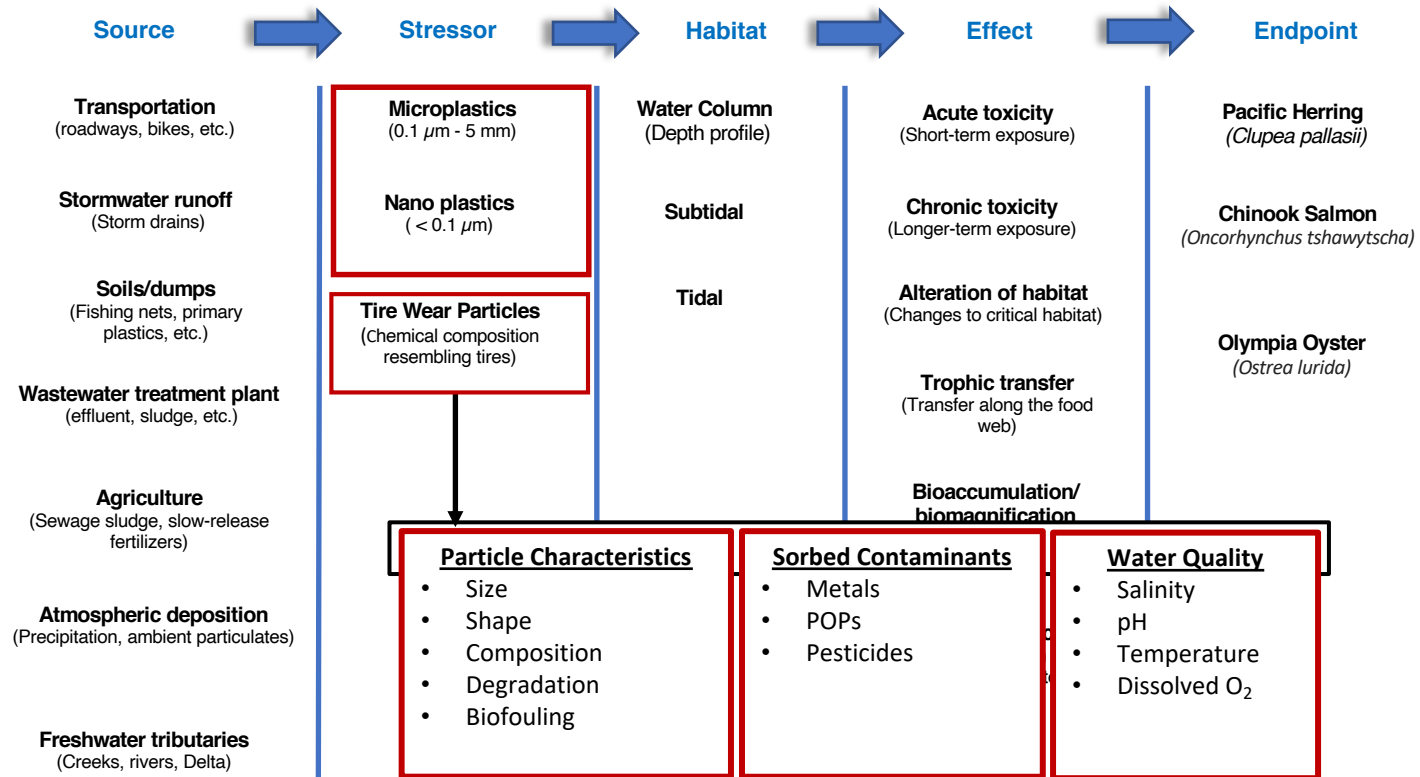 Source
Stressor
Habitat
Effect
Endpoint
Transportation
(roadways, bikes, etc.)
Stormwater runoff
(Storm drains)
Soils/dumps
(Fishing nets, primary
plastics, etc.)
Wastewater treatment plant
(effluent, sludge, etc.)
Agriculture
(Sewage sludge, slow-release
fertilizers)
Atmospheric deposition
(Precipitation, ambient particulates)
Freshwater tributaries
(Creeks, rivers, Delta)
Microplastics
(0.1 µm - 5 mm)
Nano plastics
( < 0.1 µm)
Tire Wear Particles
(Chemical composition
resembling tires)
Water Column
(Depth profile)
Subtidal
Tidal
Acute toxicity
(Short-term exposure)
Chronic toxicity
(Longer-term exposure)
Alteration of habitat
(Changes to critical habitat)
Trophic transfer
(Transfer along the food
web)
Bioaccumulation/
biomagnification
Pacific Herring
(Clupea pallasii)
Chinook Salmon
(Oncorhynchus tshawytscha)
Olympia Oyster
(Ostrea lurida)
Particle Characteristics
• Size
• Shape
• Composition
• Degradation
• Biofouling
Sorbed Contaminants
• Metals
• POPs
• Pesticides
Water Quality
• Salinity
• pH
• Temperature
• Dissolved O₂